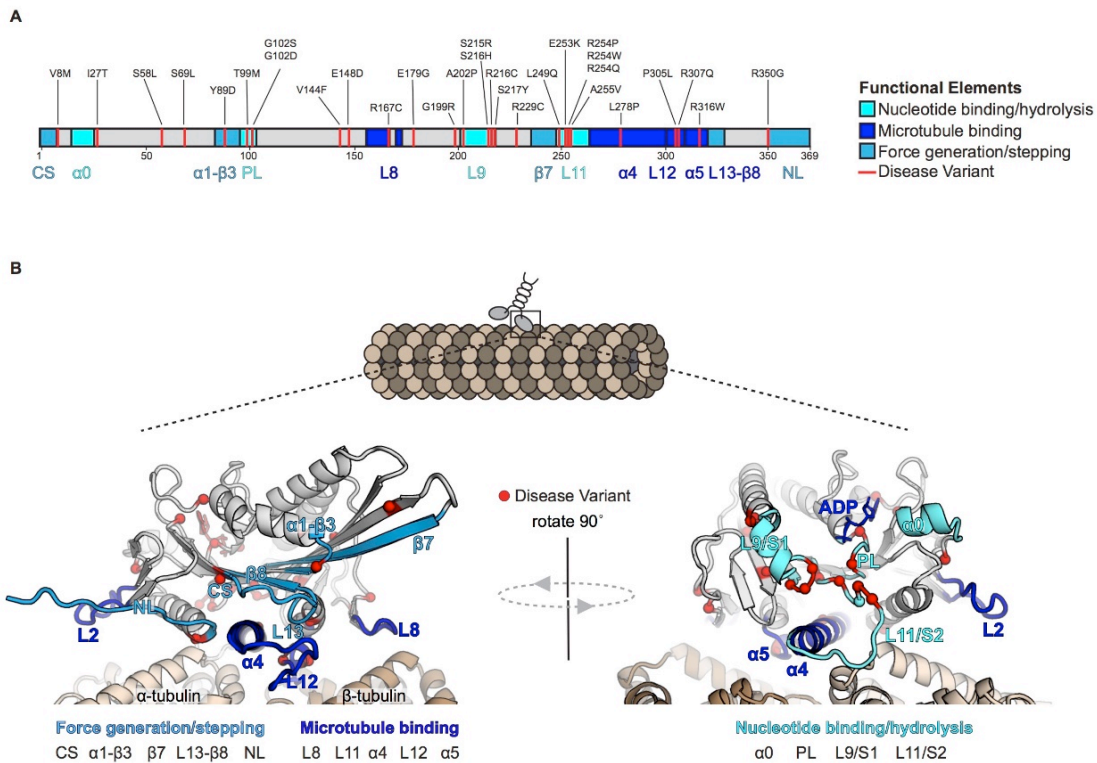 A
G102S
G102D
S215R
S216H
E253K
R254P
R254W
R254Q
V8M
I27T
S58L
S69L
T99M
Y89D
V144F
E148D
R167C
E179G
G199R
A202P
R216C
S217Y
R229C
L249Q
A255V
L278P
P305L
R307Q
R316W
R350G
Functional Elements
Nucleotide binding/hydrolysis
Microtubule binding
Force generation/stepping
Disease Variant
1 50 100 150 200 250 300 350 369
CS α0 α1-β3 PL L8 L9 β7 L11 α4 L12 α5 L13-β8 NL
B
Disease Variant
rotate 90°
α1-β3
β7
β8
CS
NL
L2
L13
L8
α4
L12
α-tubulin
β-tubulin
ADP
α0
L9/S1
PL
L2
L11/S2
α5
α4
Force generation/stepping
CS α1-β3 β7 L13-β8 NL
Microtubule binding
L8 L11 α4 L12 α5
Nucleotide binding/hydrolysis
α0 PL L9/S1 L11/S2